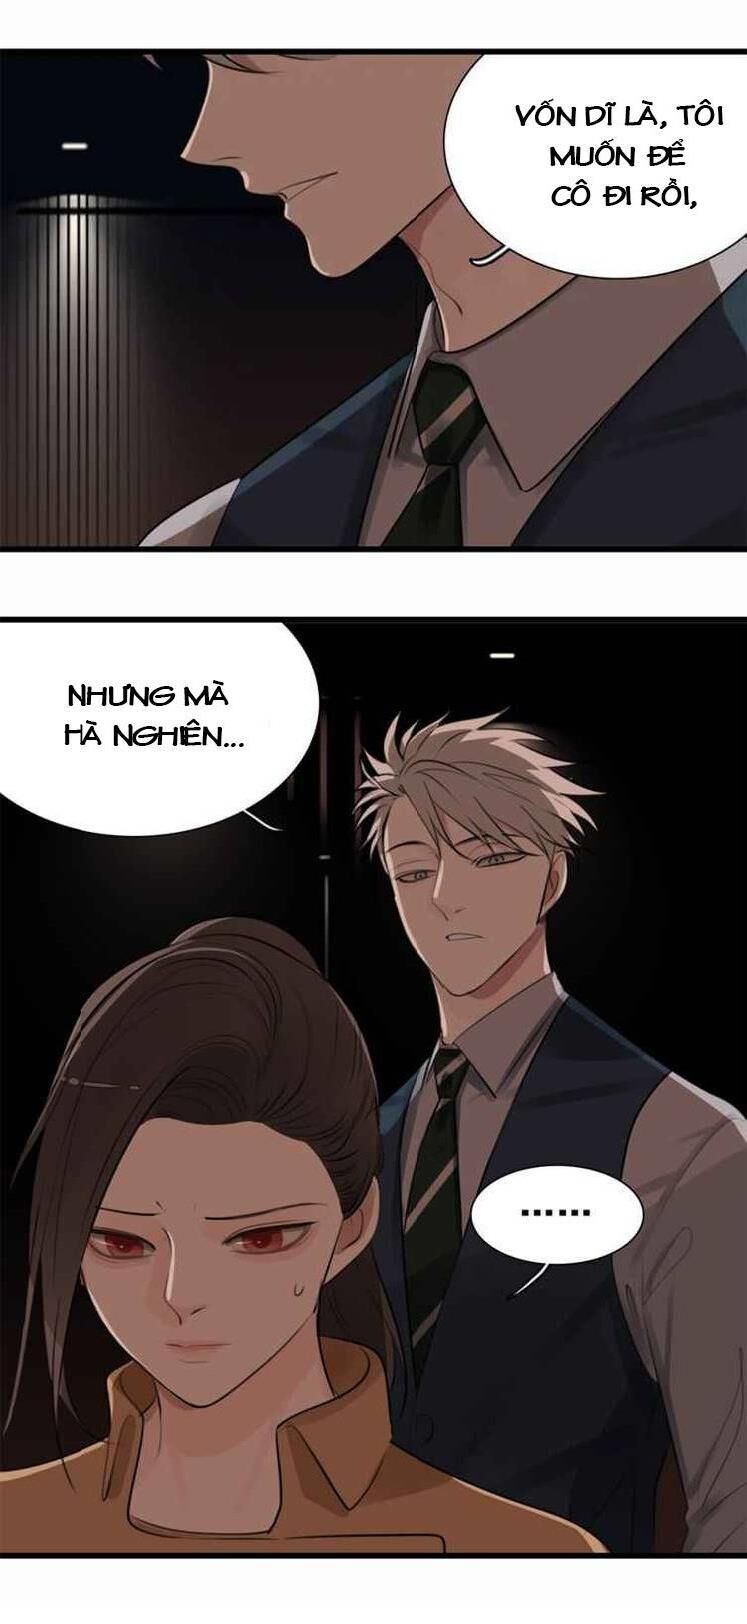 VỐN DĨ LÀ, TÔI
MUỐN ĐỂ
CÔ ĐI RỒI,
NHƯNG MÀ
HÀ NGHIÊN...
......